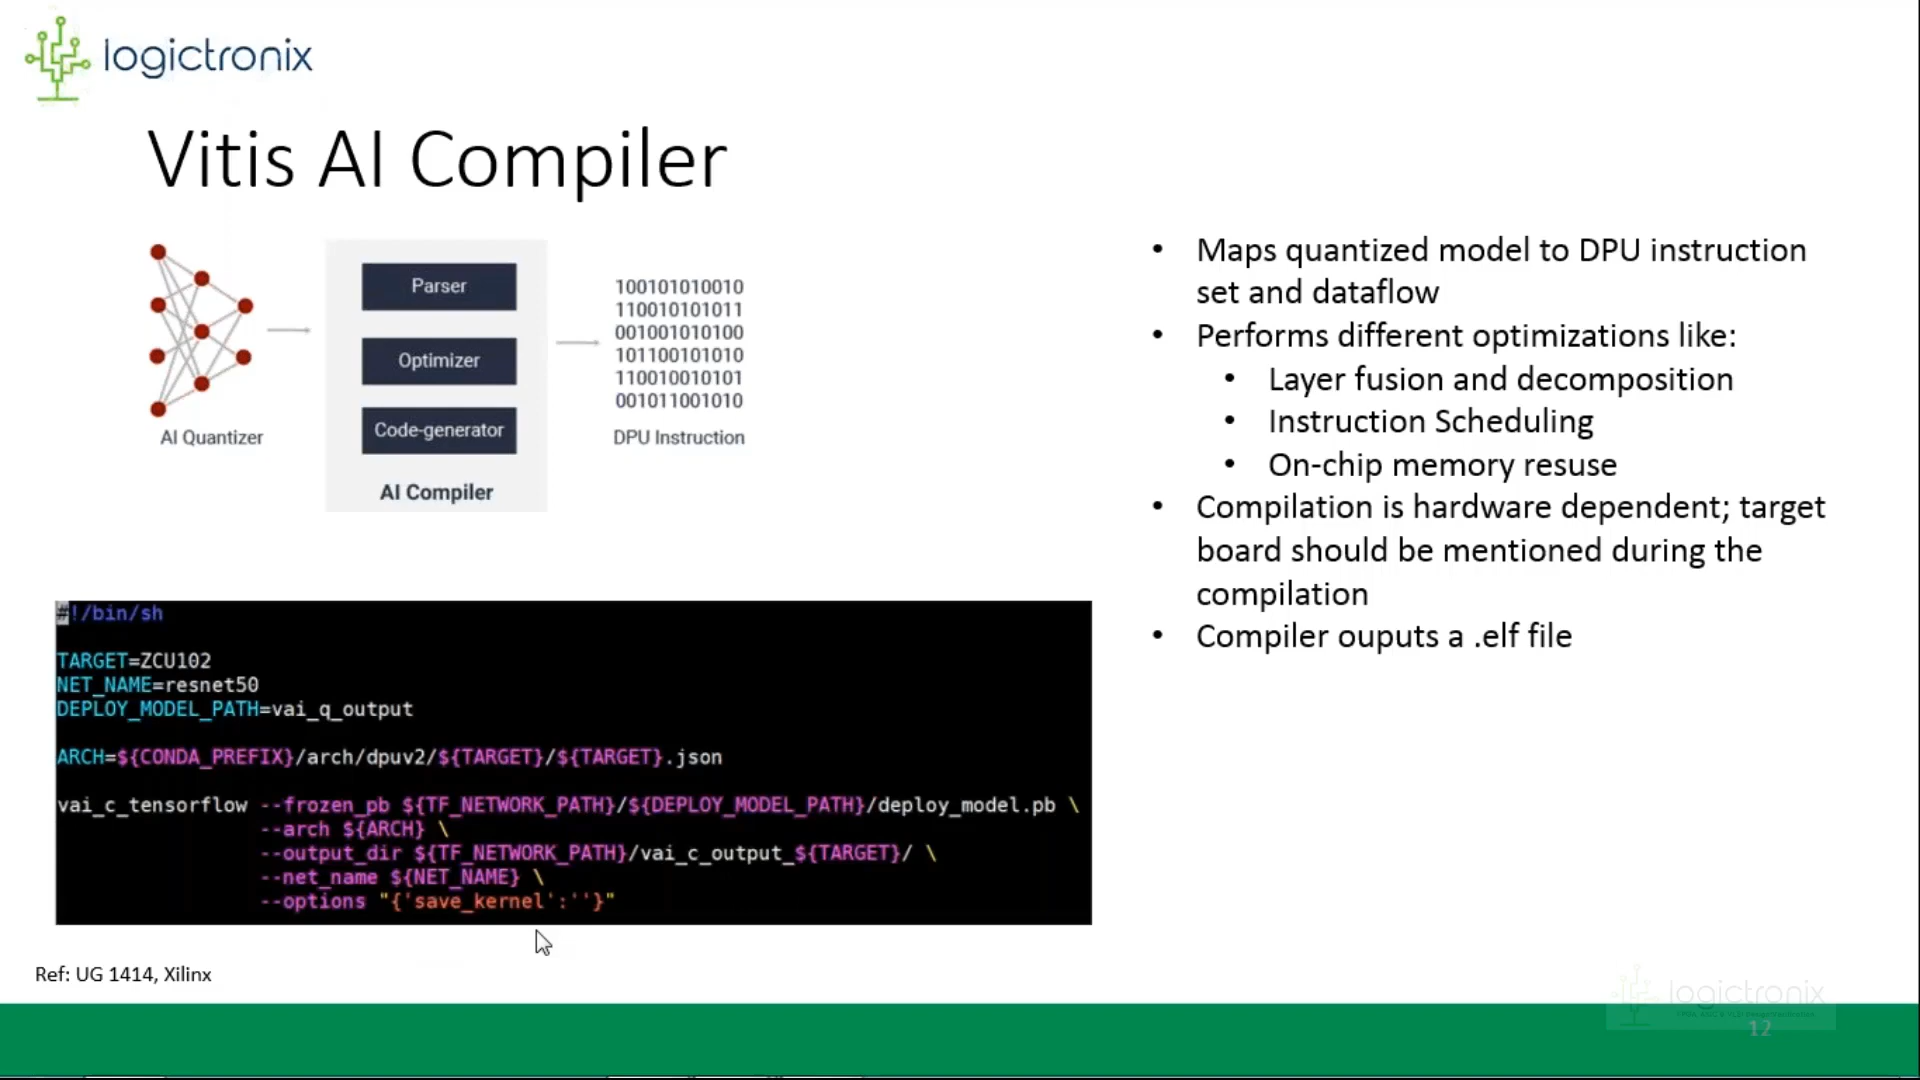 logictronix
Vitis AI Compiler
Parser
Optimizer
Code-generator
AI Compiler
AI Quantizer
100101010010
110010101011
001001010100
101100101010
110010010101
001011001010
DPU Instruction
• Maps quantized model to DPU instruction
set and dataflow
• Performs different optimizations like:
• Layer fusion and decomposition
• Instruction Scheduling
• On-chip memory resuse
• Compilation is hardware dependent; target
board should be mentioned during the
compilation
• Compiler ouputs a .elf file
#!/bin/sh
TARGET=ZCU102
NET_NAME=resnet50
DEPLOY_MODEL_PATH=vai_q_output
ARCH=${CONDA_PREFIX}/arch/dpuv2/${TARGET}/${TARGET}.json
vai_c_tensorflow --frozen_pb ${TF_NETWORK_PATH}/${DEPLOY_MODEL_PATH}/deploy_model.pb \
--arch ${ARCH} \
--output_dir ${TF_NETWORK_PATH}/vai_c_output_${TARGET}/ \
--net_name ${NET_NAME} \
--options "{'save_kernel':''}"
Ref: UG 1414, Xilinx
logictronix
12